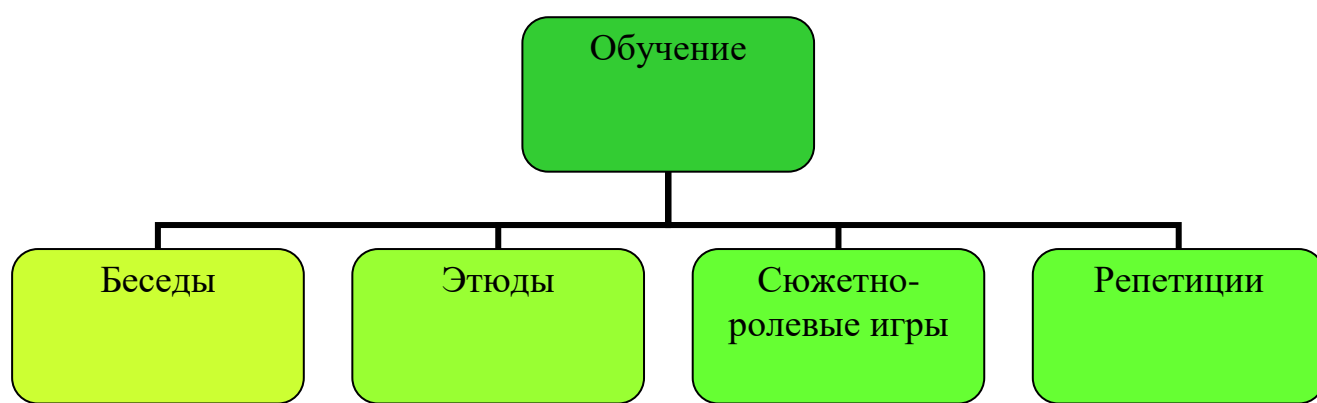 Обучение
Беседы
Этюды
Сюжетно-
ролевые игры
Репетиции